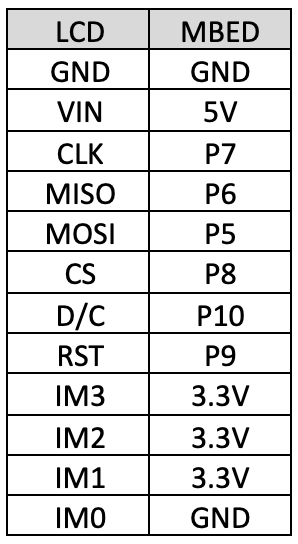 LCD MBED
GND GND
VIN 5V
CLK P7
MISO P6
MOSI P5
CS P8
D/C P10
RST P9
IM3 3.3V
IM2 3.3V
IM1 3.3V
IM0 GND